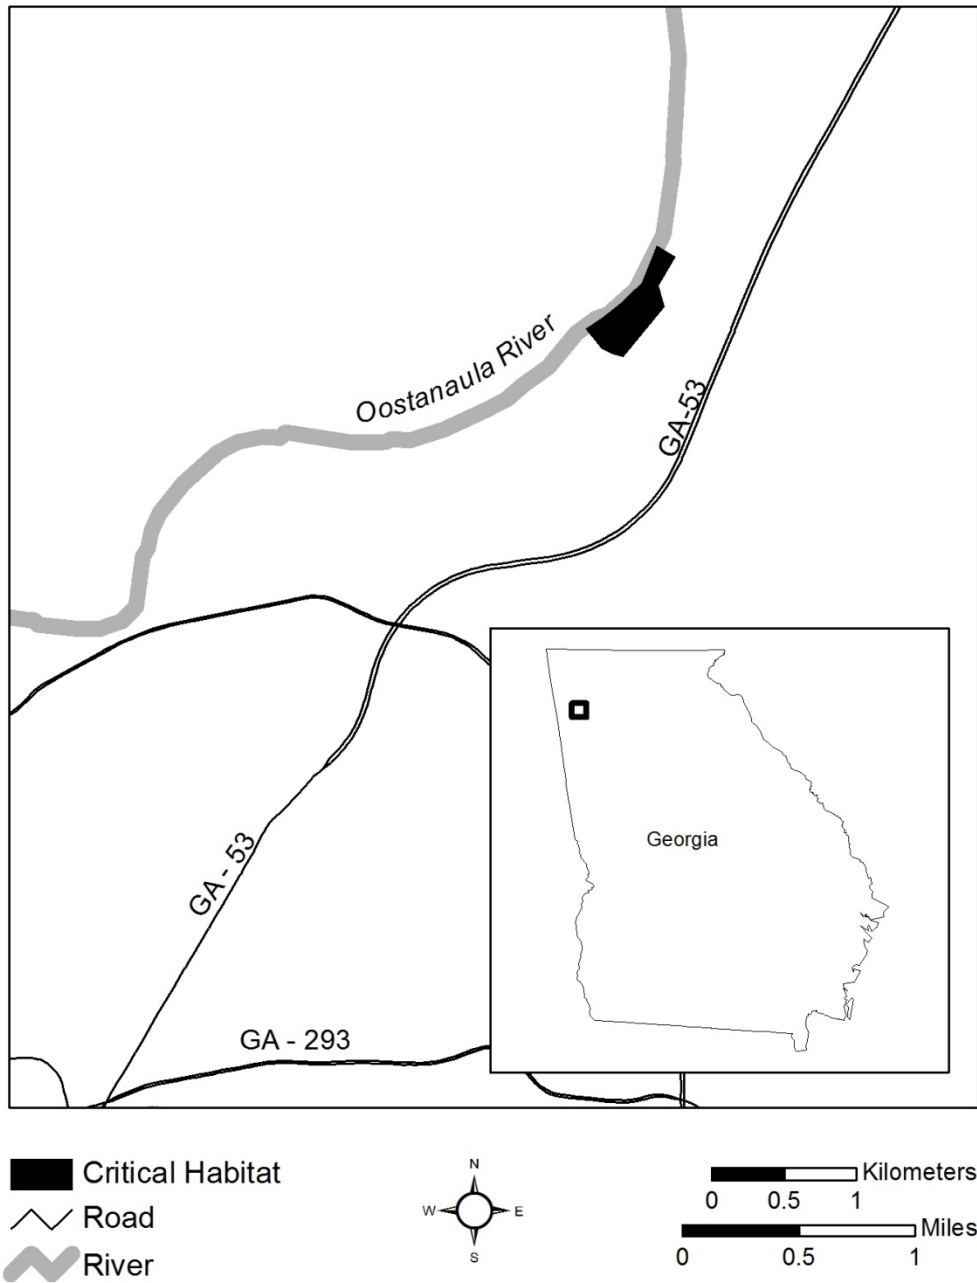 Oostanaula River
GA-53
Georgia
GA - 53
GA - 293
Critical Habitat
Road
River
N
W
E
S
Kilometers
0 0.5 1
Miles
0 0.5 1